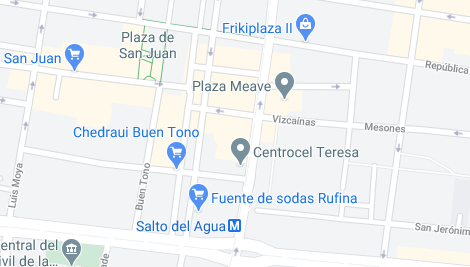 Frikiplaza II
Plaza de
San Juan
San Juan
República
Plaza Meave
Vizcaínas
Mesones
Chedraui Buen Tono
Centrocel Teresa
Luis Moya
Buen Tono
Fuente de sodas Rufina
Salto del Agua M
San Jerónim
entral del
ivil de la…
nde